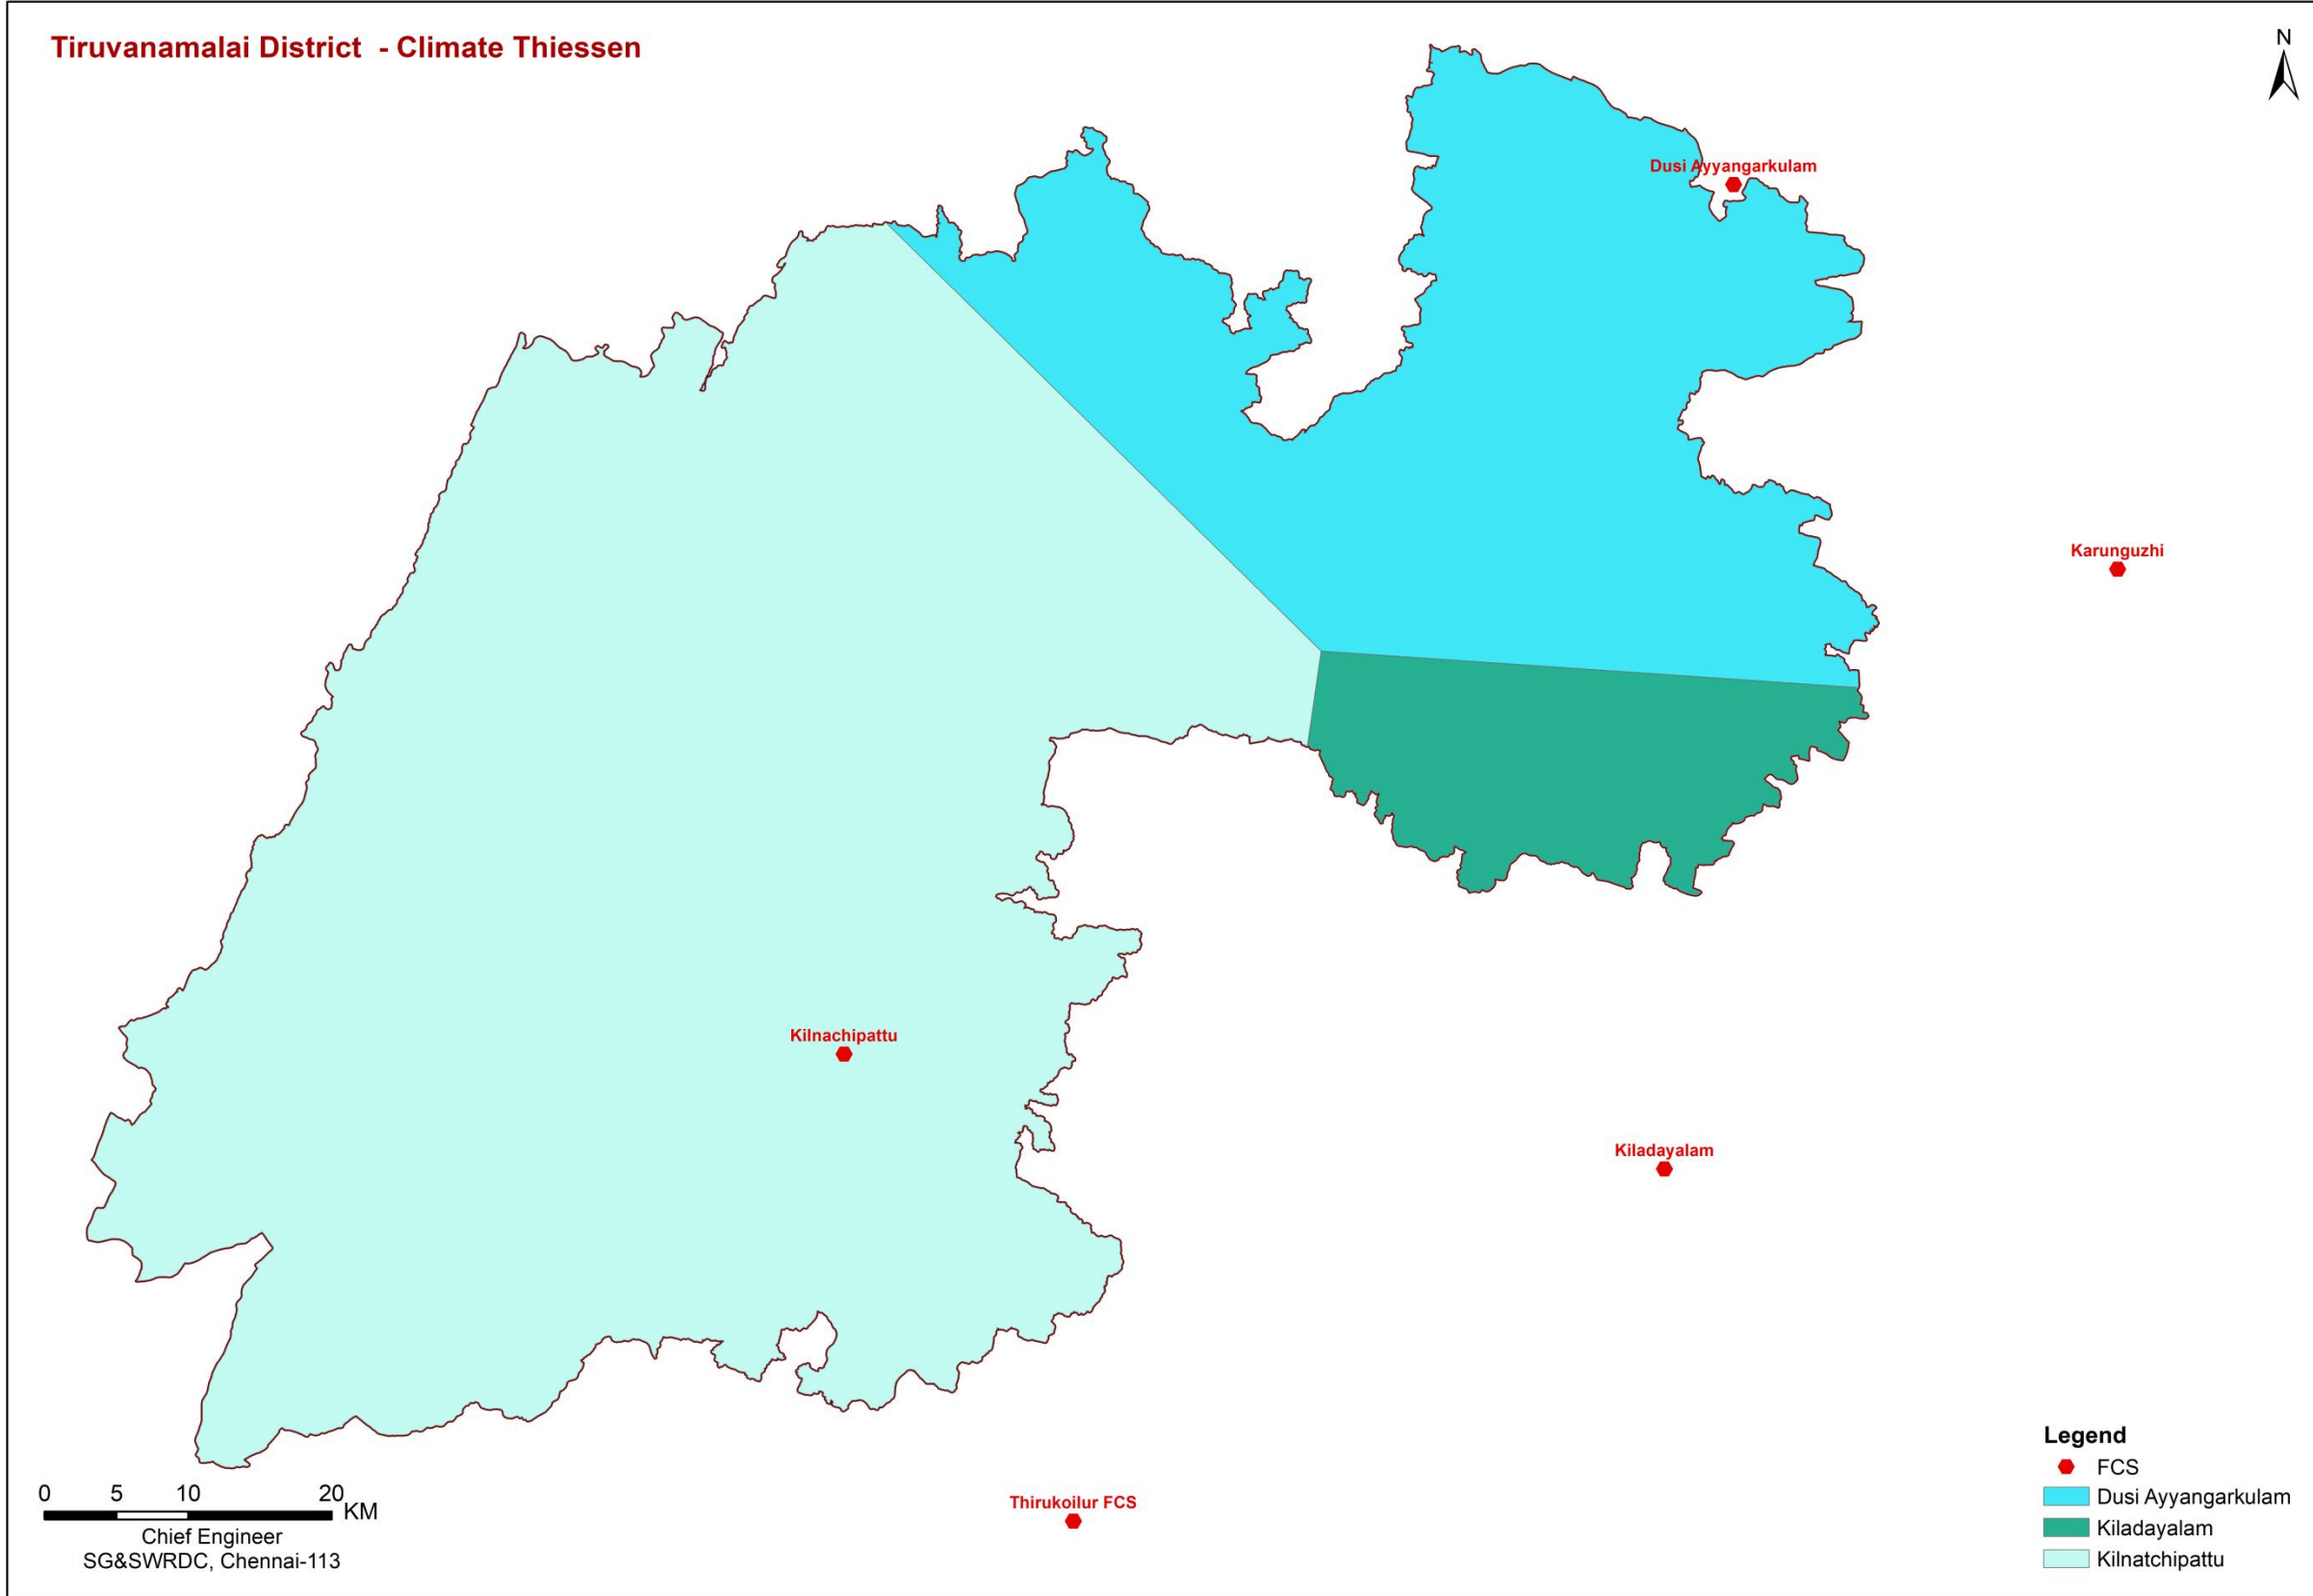 Tiruvanamalai District - Climate Thiessen
N
Dusi Ayyangarkulam
Karunguzhi
Kilnachipattu
Kiladayalam
Thirukoilur FCS
0 5 10 20
KM
Chief Engineer
SG&SWRDC, Chennai-113
Legend
FCS
Dusi Ayyangarkulam
Kiladayalam
Kilnatchipattu